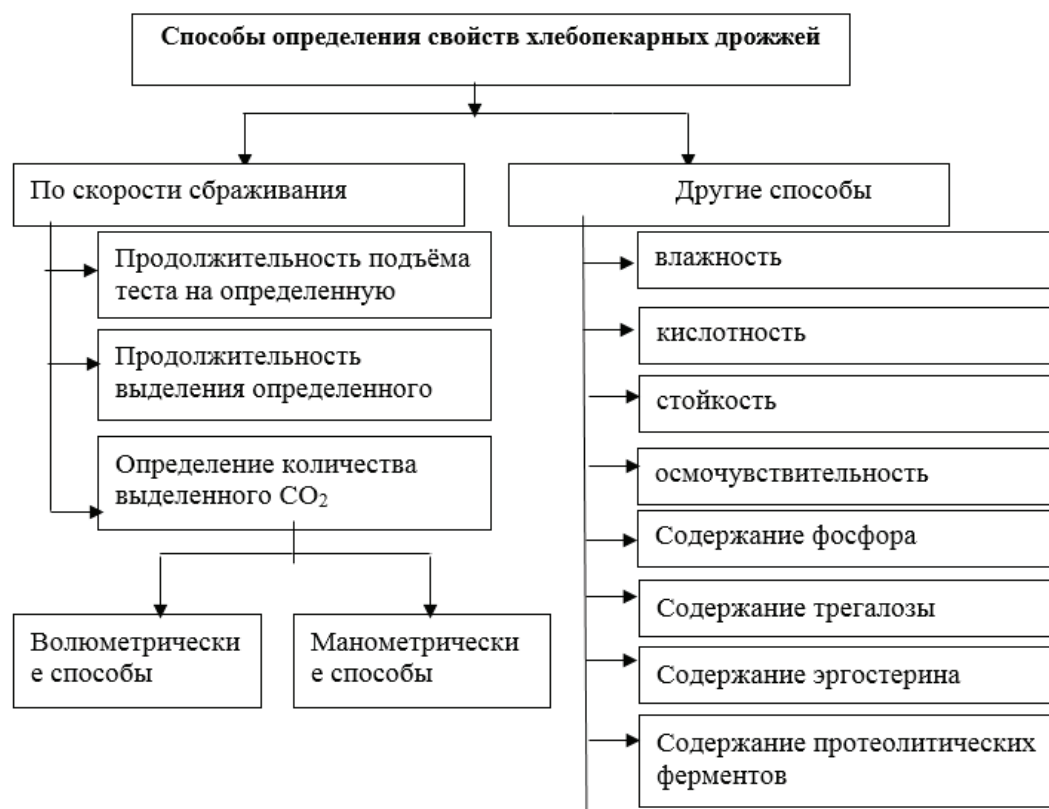 Способы определения свойств хлебопекарных дрожжей
По скорости сбраживания
Продолжительность подъёма
теста на определенную
Продолжительность
выделения определенного
Определение количества
выделенного CO₂
Волюметрически
е способы
Манометрически
е способы
Другие способы
влажность
кислотность
стойкость
осмочувствительность
Содержание фосфора
Содержание трегалозы
Содержание эргостерина
Содержание протеолитических
ферментов